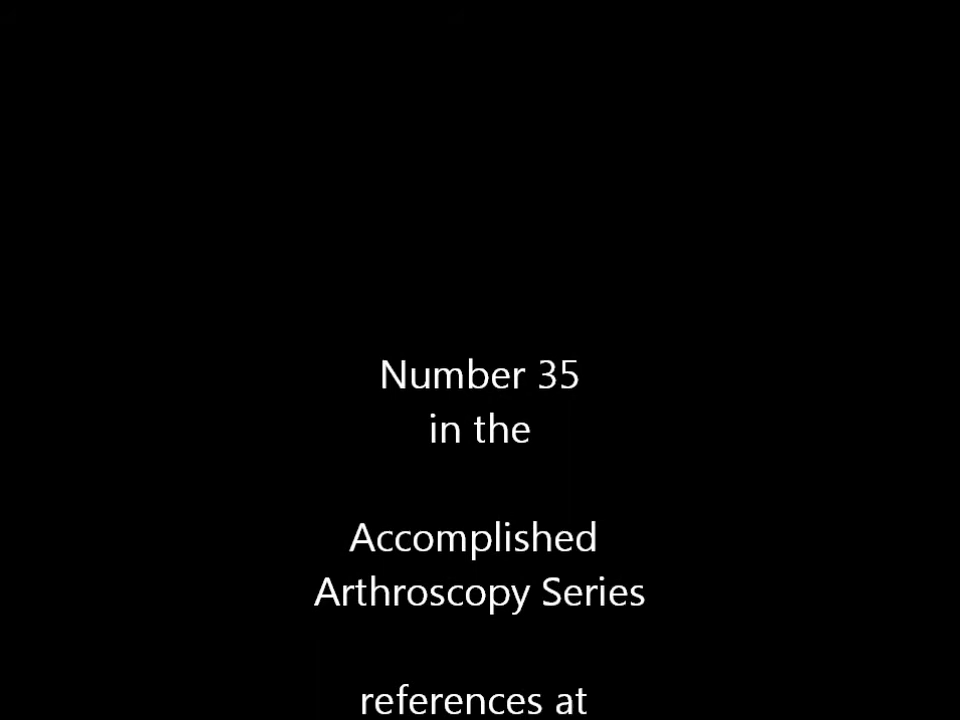 Number 35
in the
Accomplished
Arthroscopy Series
references at